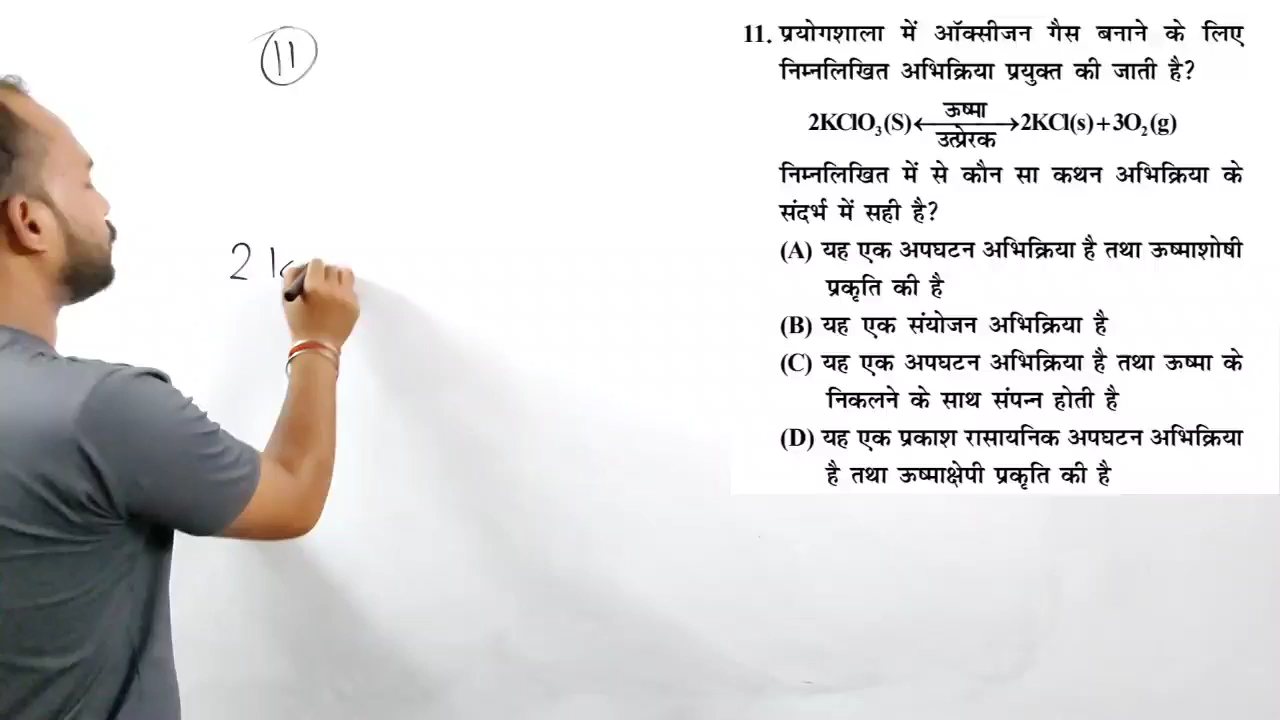 11
2 K
11. प्रयोगशाला में ऑक्सीजन गैस बनाने के लिए
निम्नलिखित अभिक्रिया प्रयुक्त की जाती है?
ऊष्मा
2KClO₃(S)⟷2KCl(s)+3O₂(g)
उत्प्रेरक
निम्नलिखित में से कौन सा कथन अभिक्रिया के
संदर्भ में सही है?
(A) यह एक अपघटन अभिक्रिया है तथा ऊष्माशोषी
प्रकृति की है
(B) यह एक संयोजन अभिक्रिया है
(C) यह एक अपघटन अभिक्रिया है तथा ऊष्मा के
निकलने के साथ संपन्न होती है
(D) यह एक प्रकाश रासायनिक अपघटन अभिक्रिया
है तथा ऊष्माक्षेपी प्रकृति की है